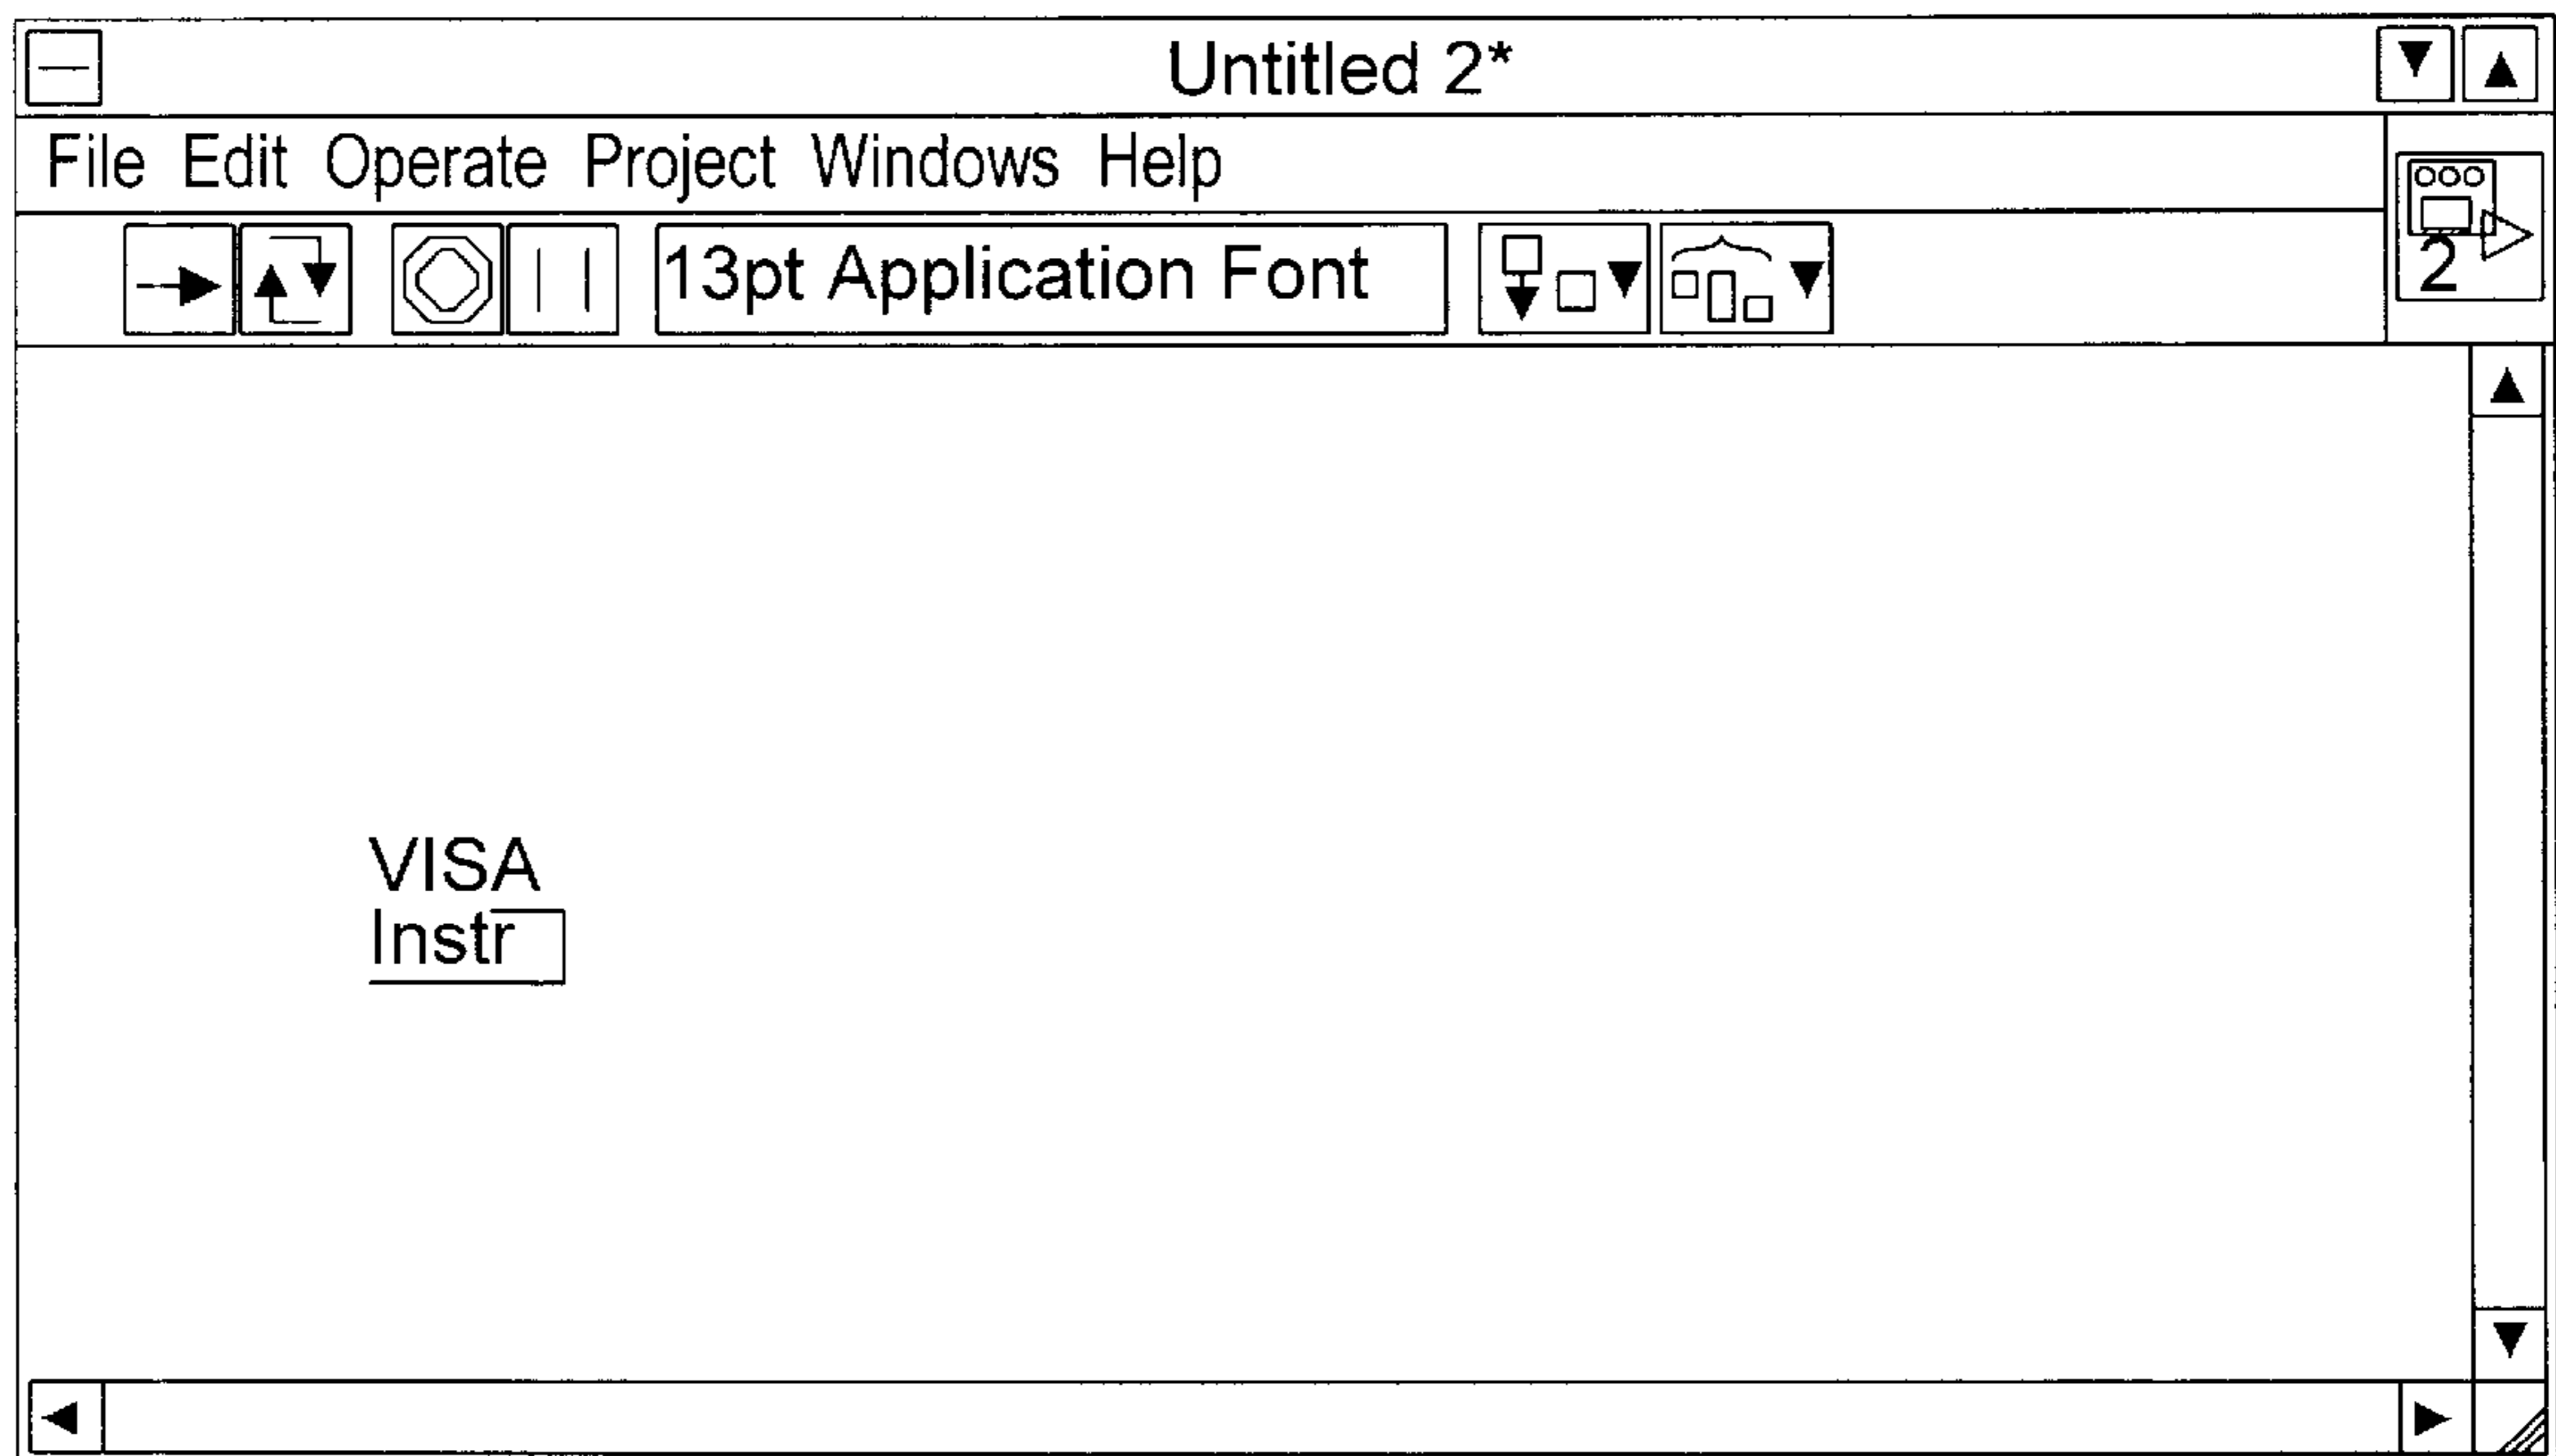 Untitled 2*
File Edit Operate Project Windows Help
13pt Application Font
2
VISA
Instr